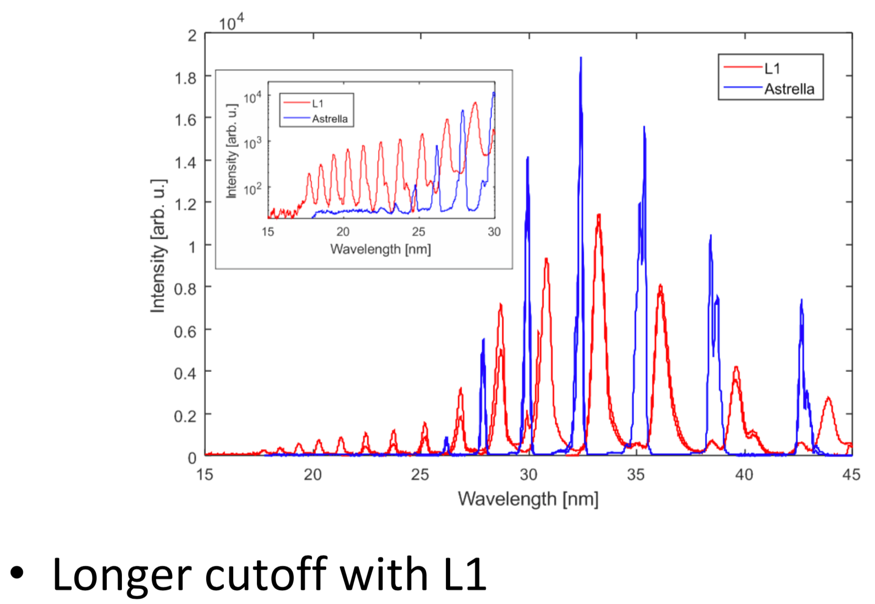 ×10⁴
2
1.8
1.6
1.4
1.2
1
0.8
0.6
0.4
0.2
0
Intensity [arb. u.]
15
20
25
30
35
40
45
Wavelength [nm]
L1
Astrella
10⁴
10³
10²
Intensity [arb. u.]
15
20
25
30
Wavelength [nm]
L1
Astrella
• Longer cutoff with L1